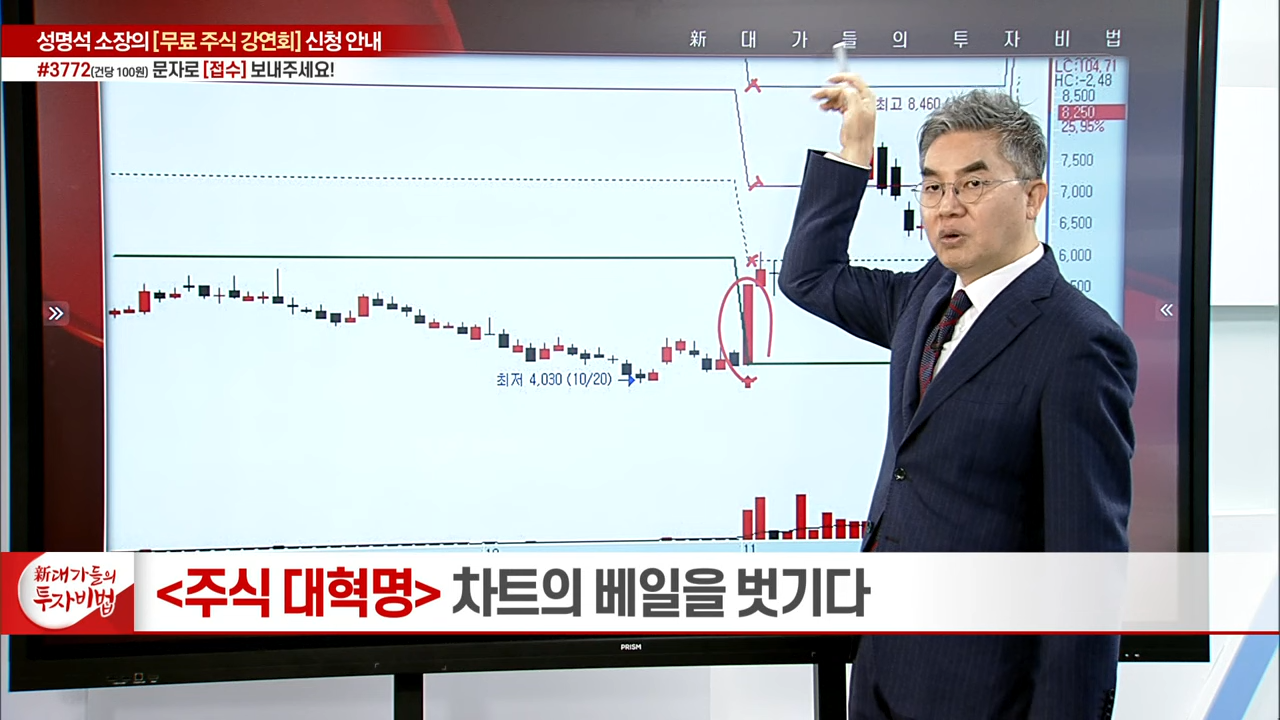 성명석 소장의 [무료 주식 강연회] 신청 안내
#3772(건당 100원) 문자로 [접수] 보내주세요!
新 대 가 들 의 투 자 비 법
LC:104,71
HC:-2,48
최고 8,460
8,500
8,250
25,95%
7,500
7,000
6,500
6,000
500
최저 4,030 (10/20)
10
11
新대가들의
투자비법
<주식 대혁명> 차트의 베일을 벗기다
PRISM